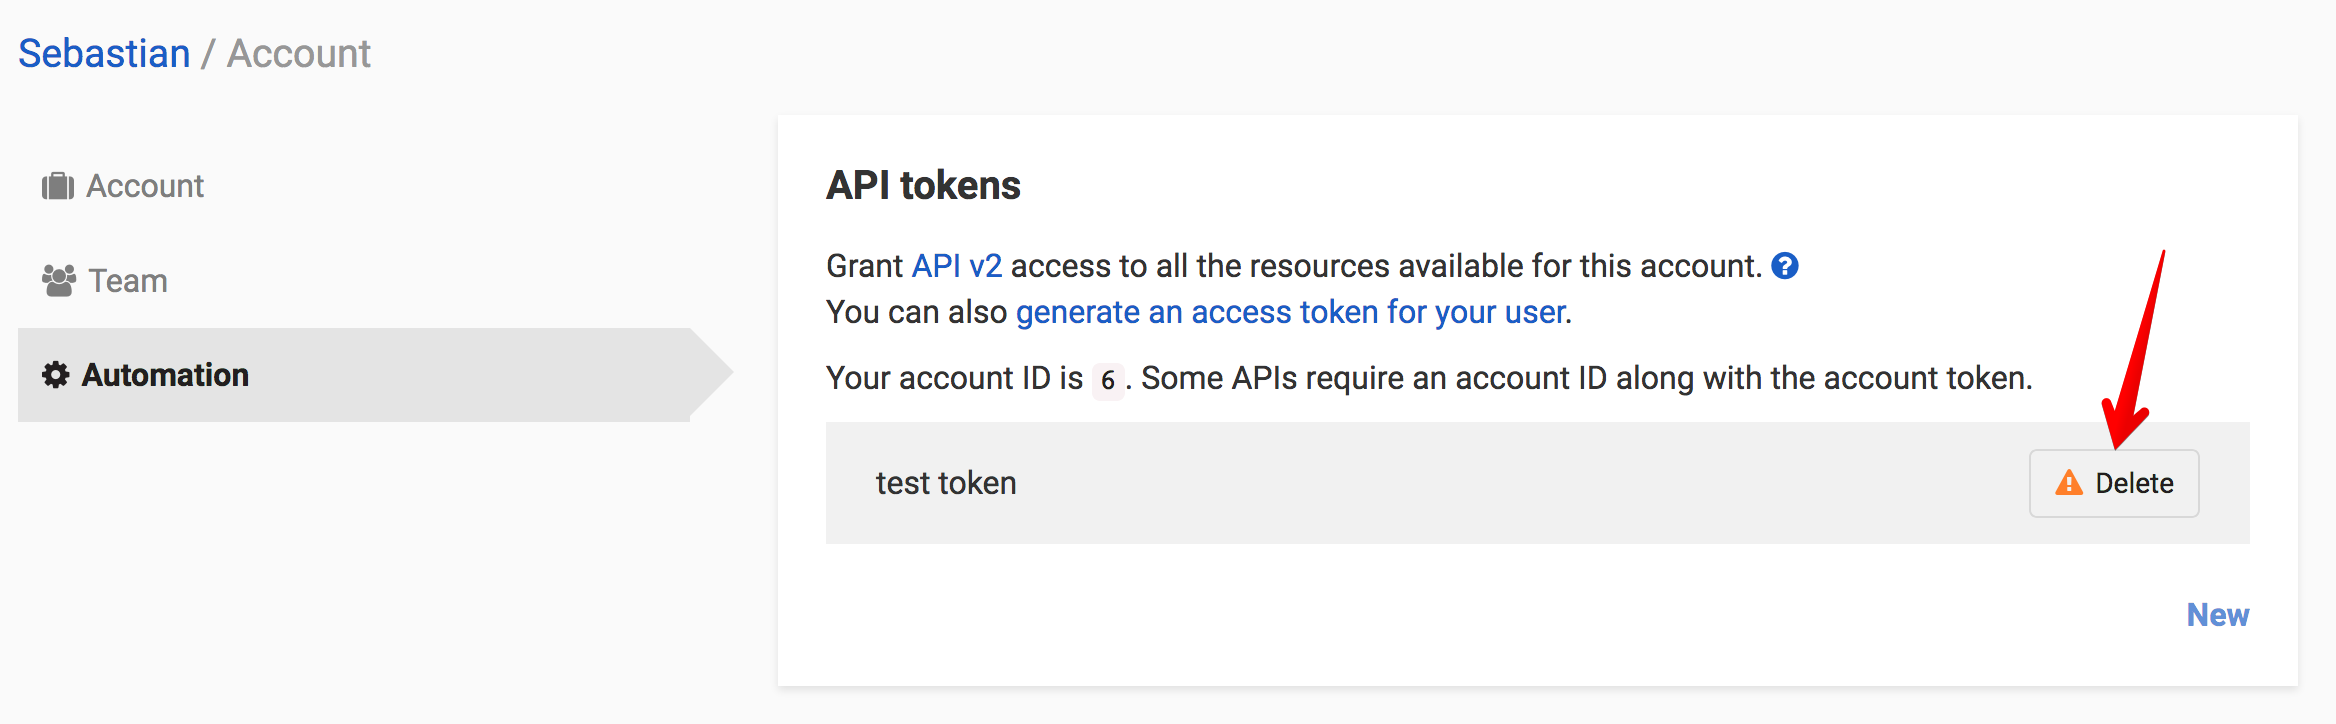 Sebastian / Account
Account
Team
Automation
API tokens
Grant API v2 access to all the resources available for this account. ?
You can also generate an access token for your user.
Your account ID is 6. Some APIs require an account ID along with the account token.
test token
Delete
New